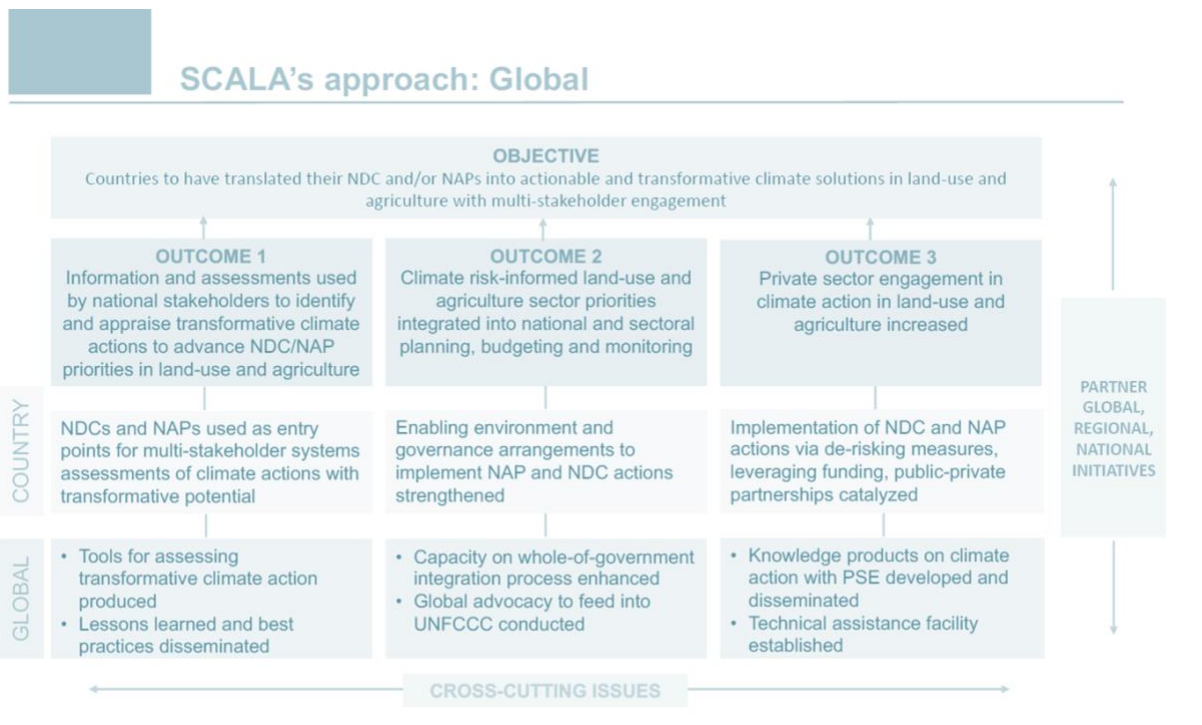 SCALA's approach: Global
OBJECTIVE
Countries to have translated their NDC and/or NAPs into actionable and transformative climate solutions in land-use and
agriculture with multi-stakeholder engagement
OUTCOME 1
Information and assessments used
by national stakeholders to identify
and appraise transformative climate
actions to advance NDC/NAP
priorities in land-use and agriculture
OUTCOME 2
Climate risk-informed land-use and
agriculture sector priorities
integrated into national and sectoral
planning, budgeting and monitoring
OUTCOME 3
Private sector engagement in
climate action in land-use and
agriculture increased
COUNTRY
NDCs and NAPs used as entry
points for multi-stakeholder systems
assessments of climate actions with
transformative potential
Enabling environment and
governance arrangements to
implement NAP and NDC actions
strengthened
Implementation of NDC and NAP
actions via de-risking measures,
leveraging funding, public-private
partnerships catalyzed
GLOBAL
• Tools for assessing
transformative climate action
produced
• Lessons learned and best
practices disseminated
• Capacity on whole-of-government
integration process enhanced
• Global advocacy to feed into
UNFCCC conducted
• Knowledge products on climate
action with PSE developed and
disseminated
• Technical assistance facility
established
PARTNER
GLOBAL,
REGIONAL,
NATIONAL
INITIATIVES
CROSS-CUTTING ISSUES